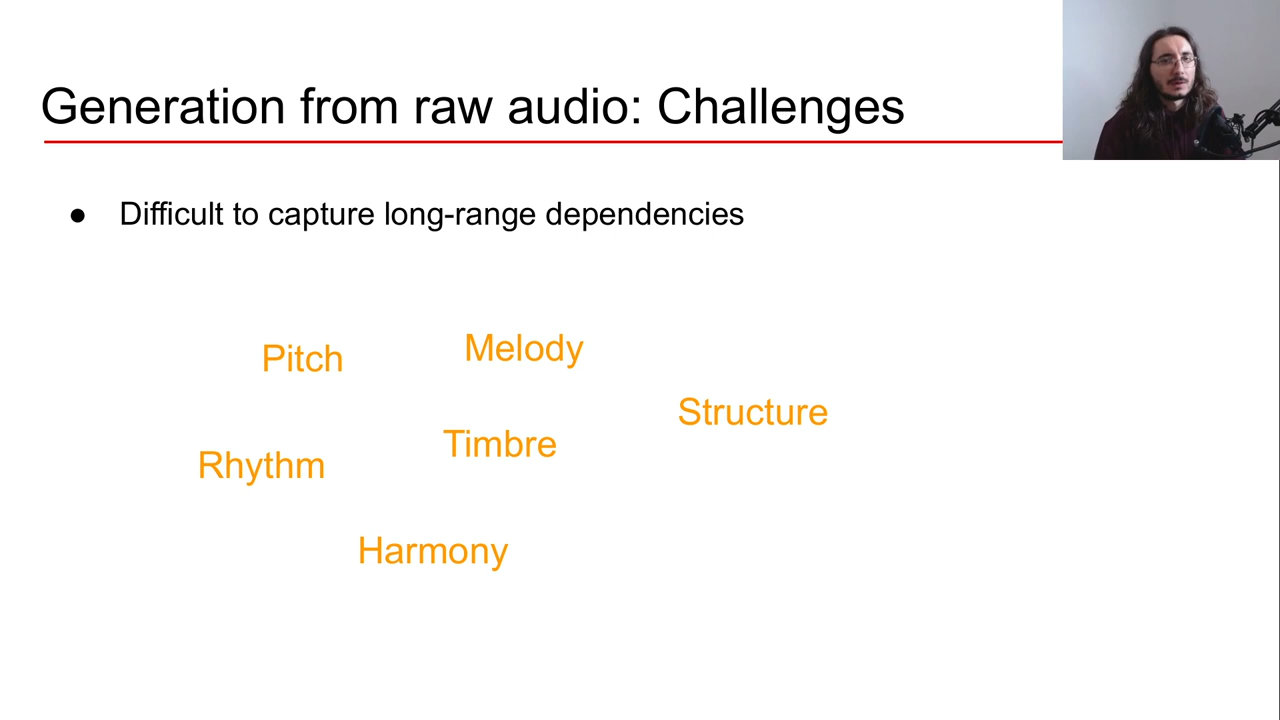 Generation from raw audio: Challenges
● Difficult to capture long-range dependencies
Melody
Pitch
Structure
Timbre
Rhythm
Harmony